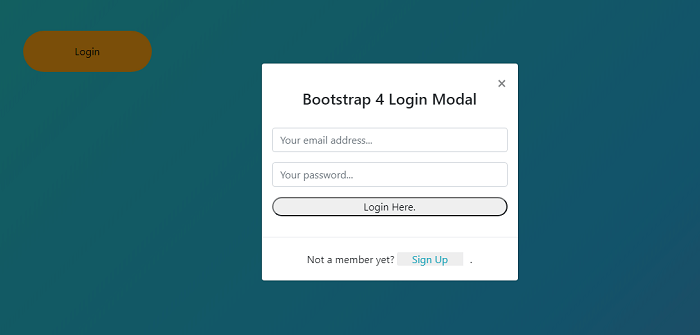 Login
×
Bootstrap 4 Login Modal
Your email address...
Your password...
Login Here.
Not a member yet? Sign Up .